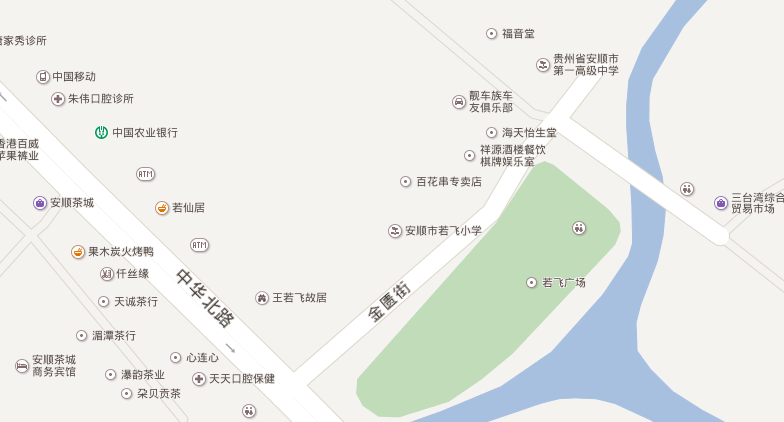 福音堂
唐家秀诊所
贵州省安顺市
第一高级中学
中国移动
朱伟口腔诊所
靓车族车
友俱乐部
中国农业银行
海天怡生堂
香港百威
苹果裤业
祥源酒楼餐饮
棋牌娱乐室
ATM
百花串专卖店
安顺茶城
若仙居
三台湾综合
贸易市场
安顺市若飞小学
ATM
果木炭火烤鸭
仟丝缘
中华北路
金匮街
若飞广场
王若飞故居
天诚茶行
湄潭茶行
安顺茶城
商务宾馆
心连心
瀑韵茶业
天天口腔保健
朵贝贡茶